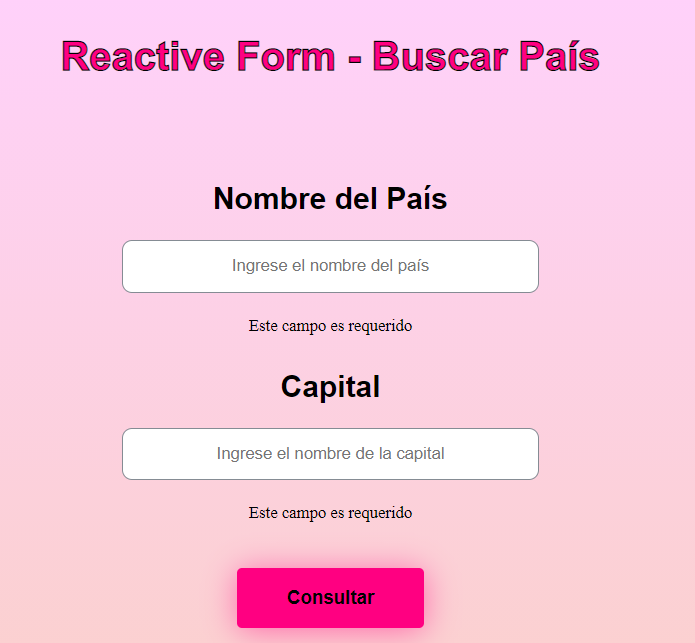 Reactive Form - Buscar País
Nombre del País
Ingrese el nombre del país
Este campo es requerido
Capital
Ingrese el nombre de la capital
Este campo es requerido
Consultar